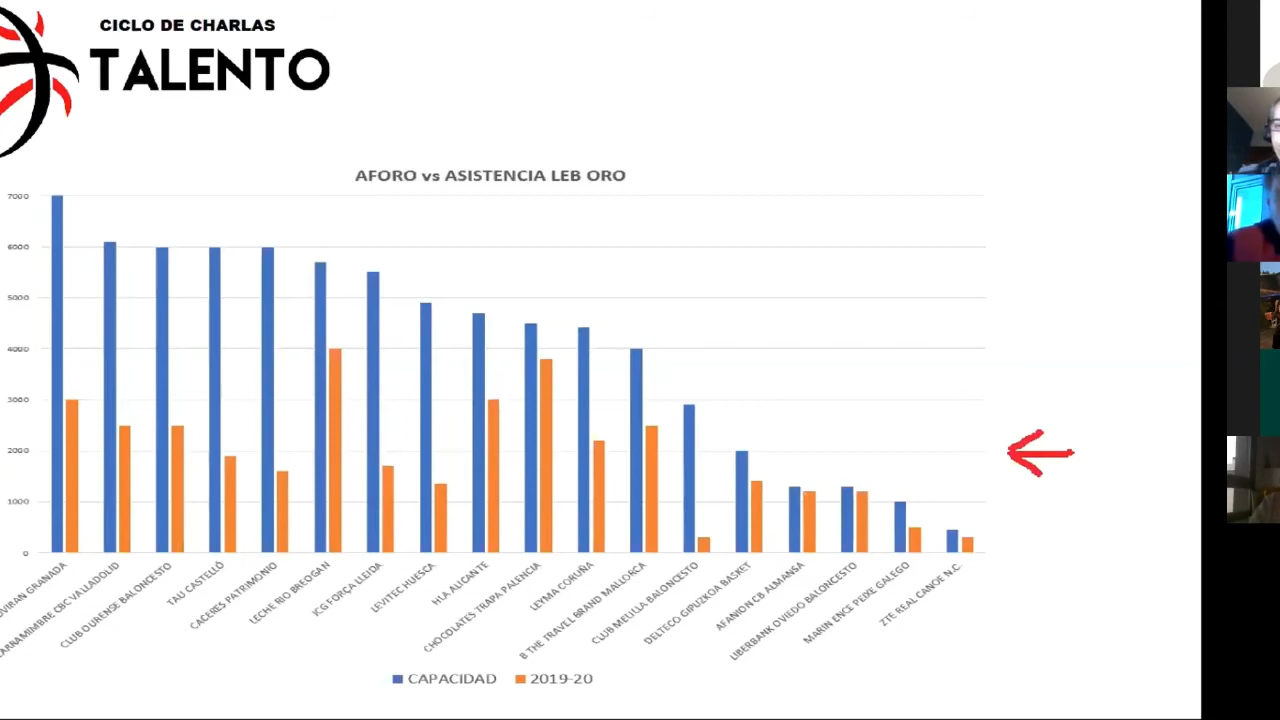 CICLO DE CHARLAS
TALENTO
AFORO vs ASISTENCIA LEB ORO
7000
6000
5000
4000
3000
2000
1000
0
GRANADA
CBC VALLADOLID
CLUB OURENSE BALONCESTO
TAU CASTELLÓ
CACERES PATRIMONIO
LECHE RIO BREOGAN
ICG FORÇA LLEIDA
LEVITEC HUESCA
HLA ALICANTE
CHOCOLATES TRAPA PALENCIA
LEYMA CORUÑA
B THE TRAVEL BRAND MALLORCA
CLUB MELILLA BALONCESTO
DELTECO GIPUZKOA BASKET
AFANION CB ALMANSA
LIBERBANK OVIEDO BALONCESTO
MARIN ENCE PEIXE GALEGO
ZTE REAL CANOE N.C.
CAPACIDAD
2019-20